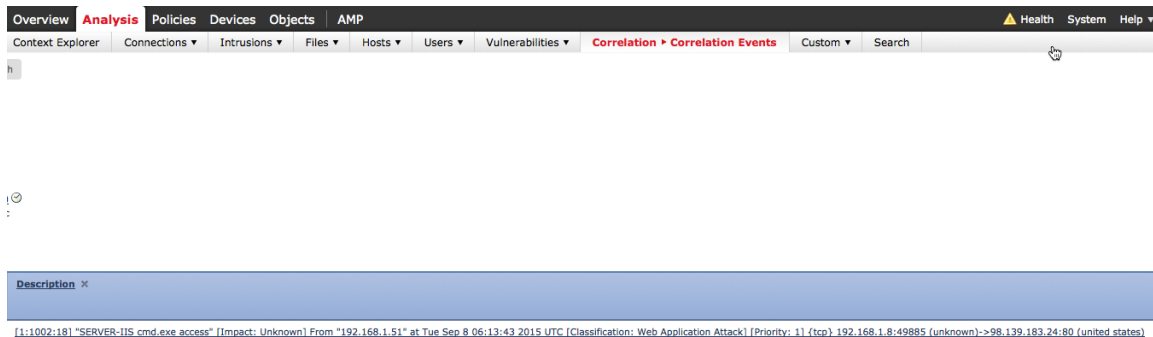 Overview Analysis Policies Devices Objects AMP Health System Help
Context Explorer Connections ▾ Intrusions ▾ Files ▾ Hosts ▾ Users ▾ Vulnerabilities ▾ Correlation ▸ Correlation Events Custom ▾ Search
h
Description ×
[1:1002:18] "SERVER-IIS cmd.exe access" [Impact: Unknown] From "192.168.1.51" at Tue Sep 8 06:13:43 2015 UTC [Classification: Web Application Attack] [Priority: 1] {tcp} 192.168.1.8:49885 (unknown)->98.139.183.24:80 (united states)